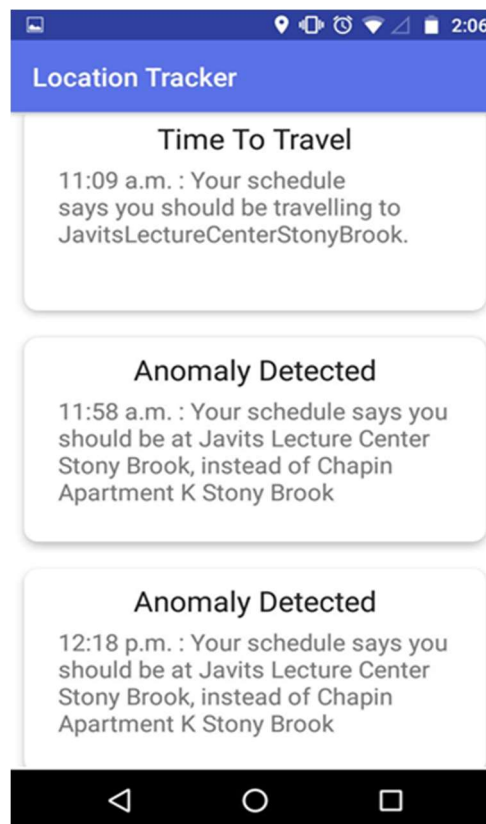 2:06
Location Tracker
Time To Travel
11:09 a.m. : Your schedule
says you should be travelling to
JavitsLectureCenterStonyBrook.
Anomaly Detected
11:58 a.m. : Your schedule says you
should be at Javits Lecture Center
Stony Brook, instead of Chapin
Apartment K Stony Brook
Anomaly Detected
12:18 p.m. : Your schedule says you
should be at Javits Lecture Center
Stony Brook, instead of Chapin
Apartment K Stony Brook